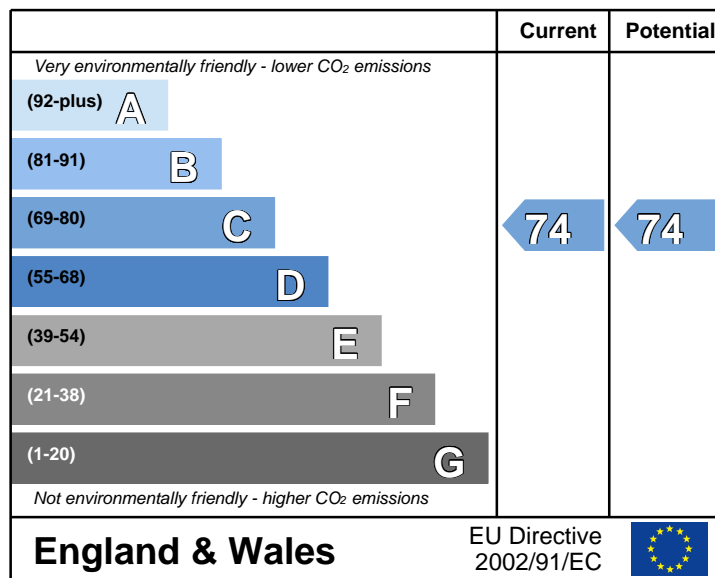 Current Potential
Very environmentally friendly - lower CO₂ emissions
(92-plus) A
(81-91) B
(69-80) C 74 74
(55-68) D
(39-54) E
(21-38) F
(1-20) G
Not environmentally friendly - higher CO₂ emissions
England & Wales
EU Directive
2002/91/EC